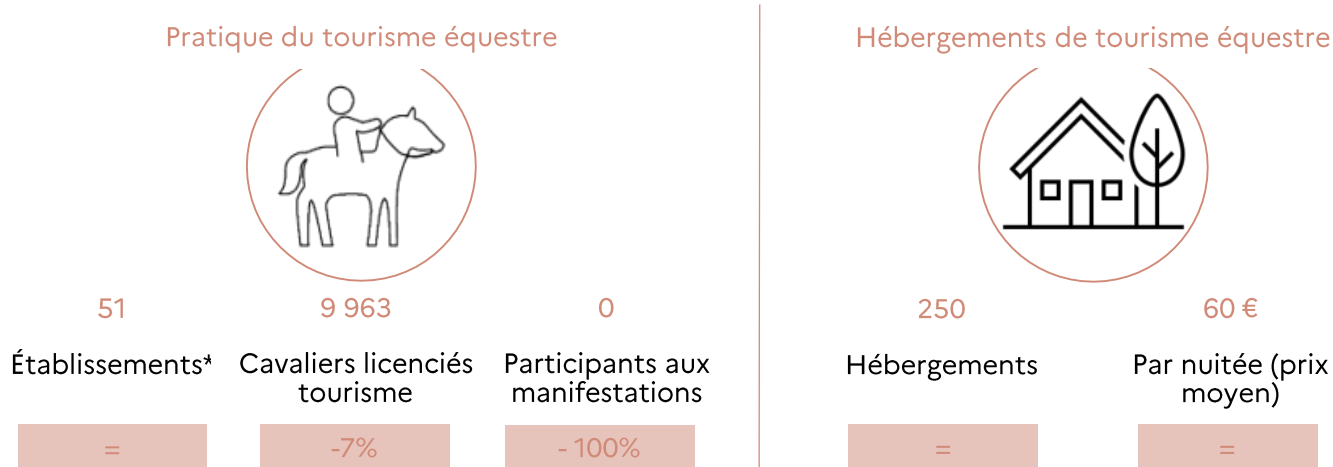 Pratique du tourisme équestre
51
9 963
0
Établissements*
Cavaliers licenciés
tourisme
Participants aux
manifestations
=
-7%
- 100%
Hébergements de tourisme équestre
250
60 €
Hébergements
Par nuitée (prix
moyen)
=
=